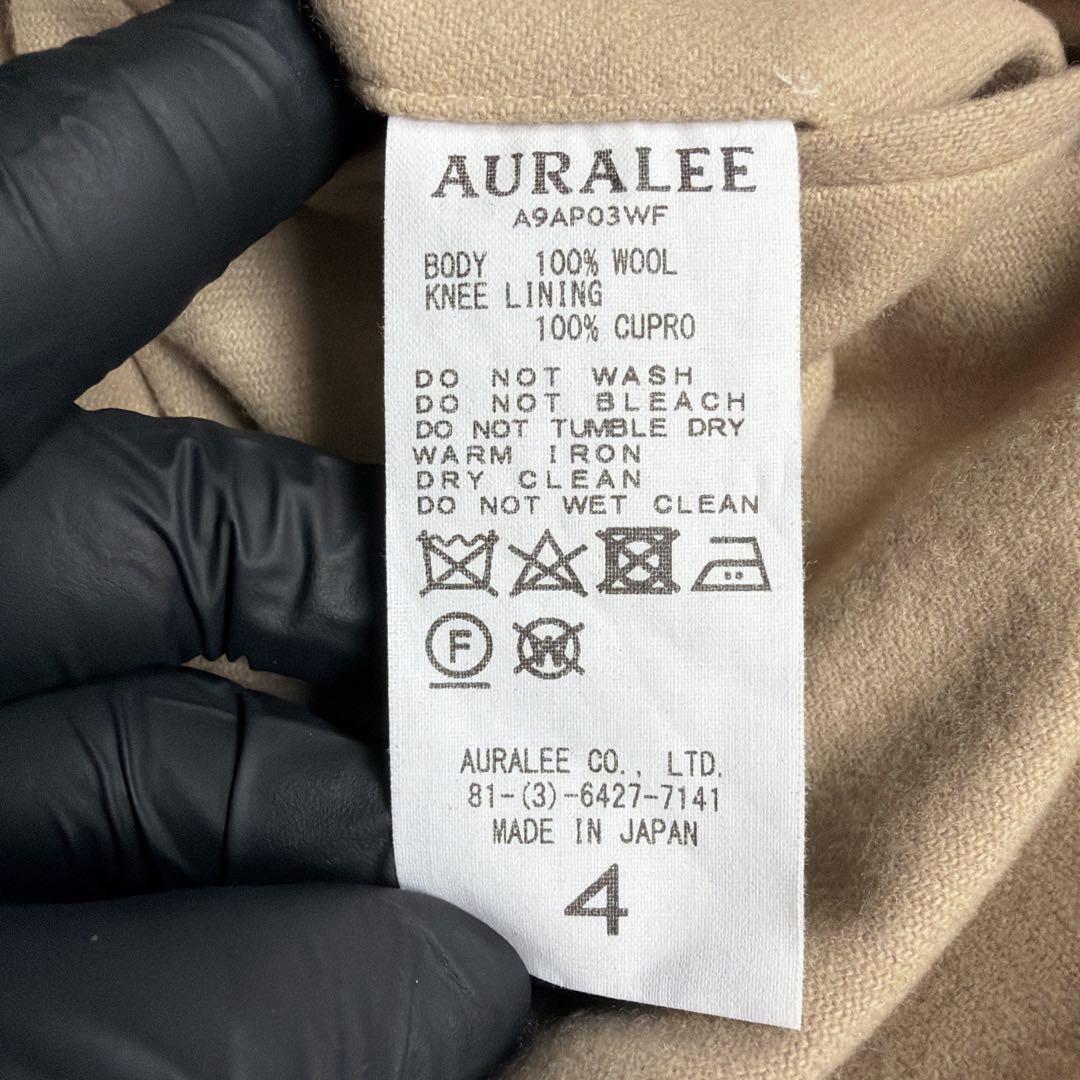 AURALEE
A9AP03WF
BODY 100% WOOL
KNEE LINING
100% CUPRO
DO NOT WASH
DO NOT BLEACH
DO NOT TUMBLE DRY
WARM IRON
DRY CLEAN
DO NOT WET CLEAN
F W
AURALEE CO., LTD.
81-(3)-6427-7141
MADE IN JAPAN
4